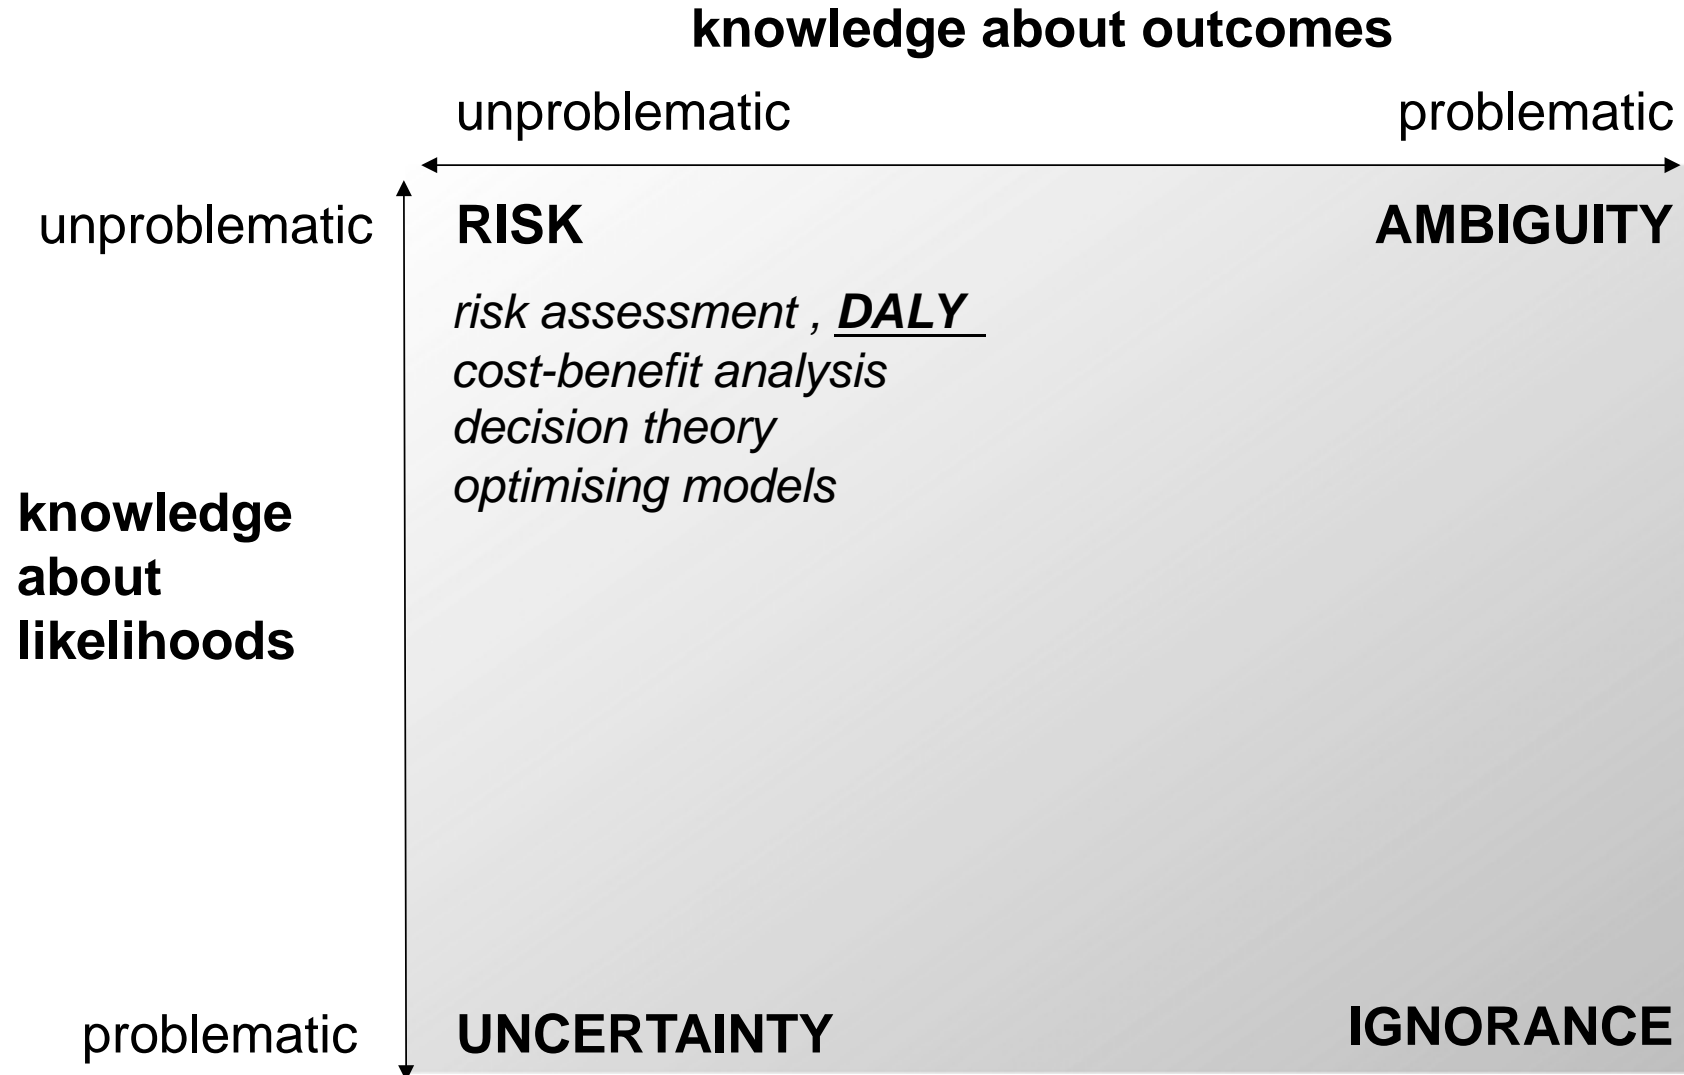 knowledge about outcomes
unproblematic problematic
unproblematic RISK AMBIGUITY
risk assessment , DALY
cost-benefit analysis
decision theory
optimising models
knowledge
about
likelihoods
problematic UNCERTAINTY IGNORANCE